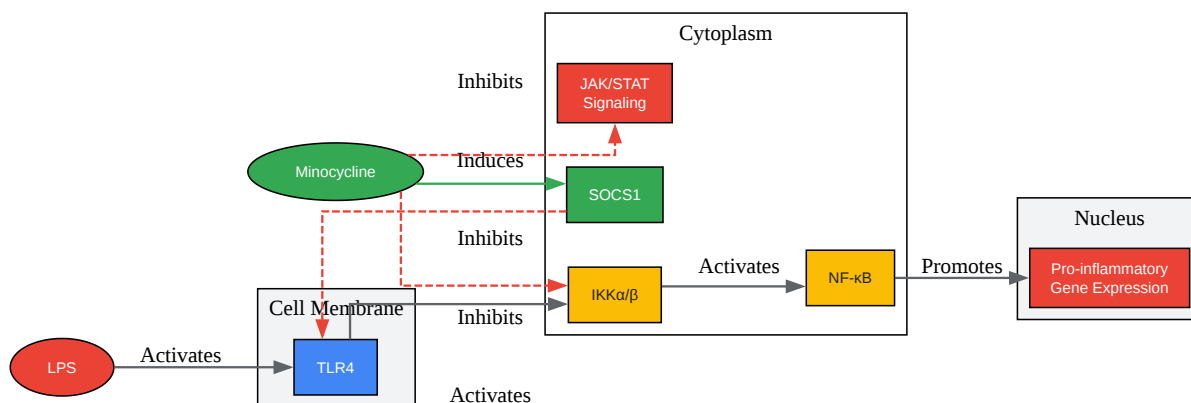 Cytoplasm
Inhibits
JAK/STAT
Signaling
Minocycline
Induces
SOCS1
Inhibits
Nucleus
Activates
NF-κB
Promotes
Pro-inflammatory
Gene Expression
IKKα/β
Cell Membrane
Inhibits
LPS
Activates
TLR4
Activates